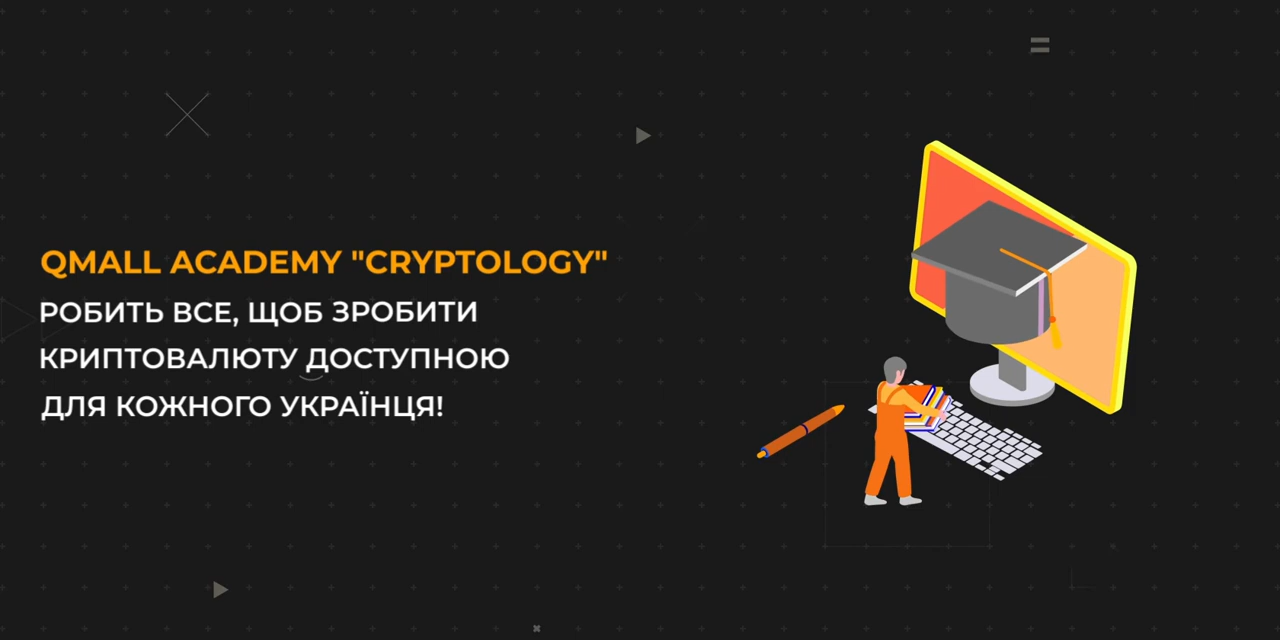 QMALL ACADEMY "CRYPTOLOGY"
РОБИТЬ ВСЕ, ЩОБ ЗРОБИТИ
КРИПТОВАЛЮТУ ДОСТУПНОЮ
ДЛЯ КОЖНОГО УКРАЇНЦЯ!